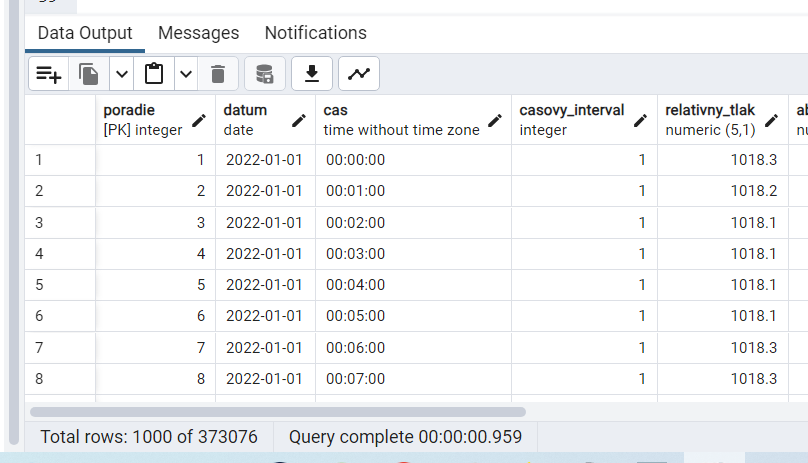 Data Output Messages Notifications
poradie datum cas casovy_interval relativny_tlak
[PK] integer date time without time zone integer numeric (5,1)
1 1 2022-01-01 00:00:00 1 1018.3
2 2 2022-01-01 00:01:00 1 1018.2
3 3 2022-01-01 00:02:00 1 1018.1
4 4 2022-01-01 00:03:00 1 1018.1
5 5 2022-01-01 00:04:00 1 1018.1
6 6 2022-01-01 00:05:00 1 1018.1
7 7 2022-01-01 00:06:00 1 1018.3
8 8 2022-01-01 00:07:00 1 1018.3
Total rows: 1000 of 373076 Query complete 00:00:00.959